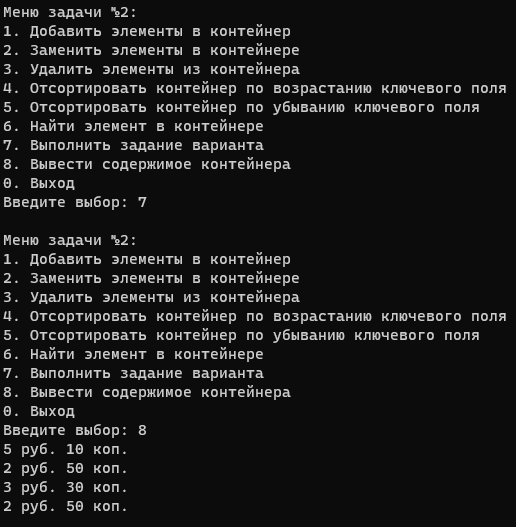 Меню задачи №2:
1. Добавить элементы в контейнер
2. Заменить элементы в контейнере
3. Удалить элементы из контейнера
4. Отсортировать контейнер по возрастанию ключевого поля
5. Отсортировать контейнер по убыванию ключевого поля
6. Найти элемент в контейнере
7. Выполнить задание варианта
8. Вывести содержимое контейнера
0. Выход
Введите выбор: 7

Меню задачи №2:
1. Добавить элементы в контейнер
2. Заменить элементы в контейнере
3. Удалить элементы из контейнера
4. Отсортировать контейнер по возрастанию ключевого поля
5. Отсортировать контейнер по убыванию ключевого поля
6. Найти элемент в контейнере
7. Выполнить задание варианта
8. Вывести содержимое контейнера
0. Выход
Введите выбор: 8
5 руб. 10 коп.
2 руб. 50 коп.
3 руб. 30 коп.
2 руб. 50 коп.